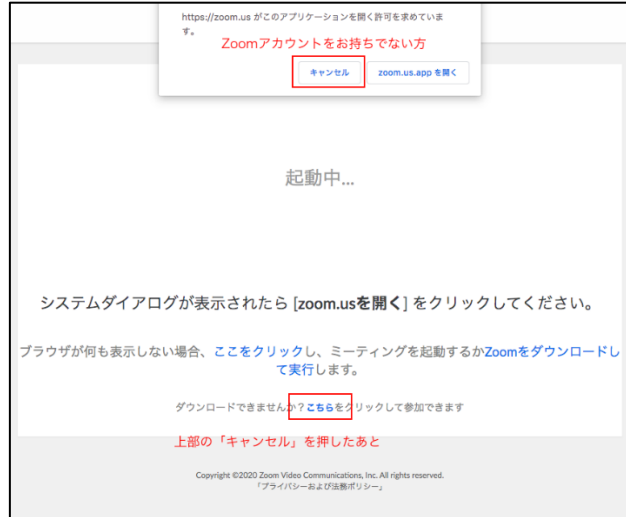 https://zoom.us がこのアプリケーションを開く許可を求めていま
す。
Zoomアカウントをお持ちでない方
キャンセル
zoom.us.app を開く
起動中...
システムダイアログが表示されたら [zoom.usを開く] をクリックしてください。
ブラウザが何も表示しない場合、ここをクリックし、ミーティングを起動するかZoomをダウンロードし
て実行します。
ダウンロードできませんか？こちらをクリックして参加できます
上部の「キャンセル」を押したあと
Copyright ©2020 Zoom Video Communications, Inc. All rights reserved.
「プライバシーおよび法務ポリシー」